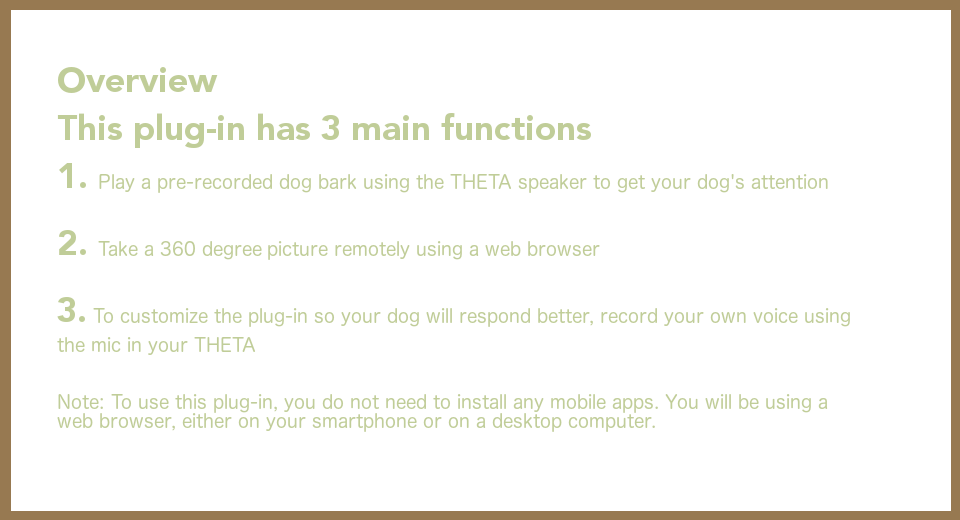 Overview
This plug-in has 3 main functions
1. Play a pre-recorded dog bark using the THETA speaker to get your dog's attention
2. Take a 360 degree picture remotely using a web browser
3. To customize the plug-in so your dog will respond better, record your own voice using
the mic in your THETA
Note: To use this plug-in, you do not need to install any mobile apps. You will be using a
web browser, either on your smartphone or on a desktop computer.